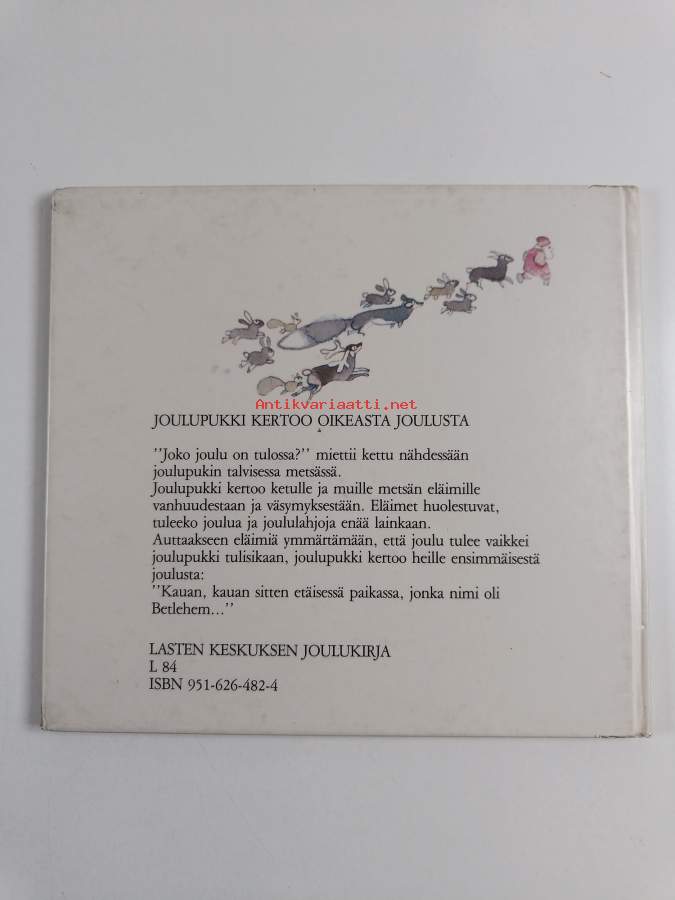 Antikvariaatti.net
JOULUPUKKI KERTOO OIKEASTA JOULUSTA
"Joko joulu on tulossa?" miettii kettu nähdessään
joulupukin talvisessa metsässä.
Joulupukki kertoo ketulle ja muille metsän eläimille
vanhuudestaan ja väsymyksestään. Eläimet huolestuvat,
tuleeko joulua ja joululahjoja enää lainkaan.
Auttaakseen eläimiä ymmärtämään, että joulu tulee vaikkei
joulupukki tulisikaan, joulupukki kertoo heille ensimmäisestä
joulusta:
"Kauan, kauan sitten etäisessä paikassa, jonka nimi oli
Betlehem..."
LASTEN KESKUKSEN JOULUKIRJA
L 84
ISBN 951-626-482-4